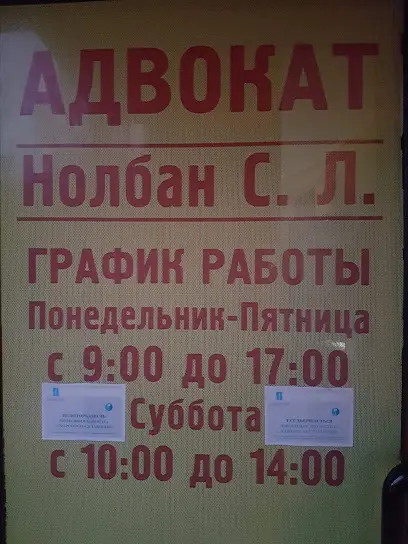 АДВОКАТ
Нолбан С. Л.
ГРАФИК РАБОТЫ
Понедельник-Пятница
с 9:00 до 17:00
Суббота
с 10:00 до 14:00